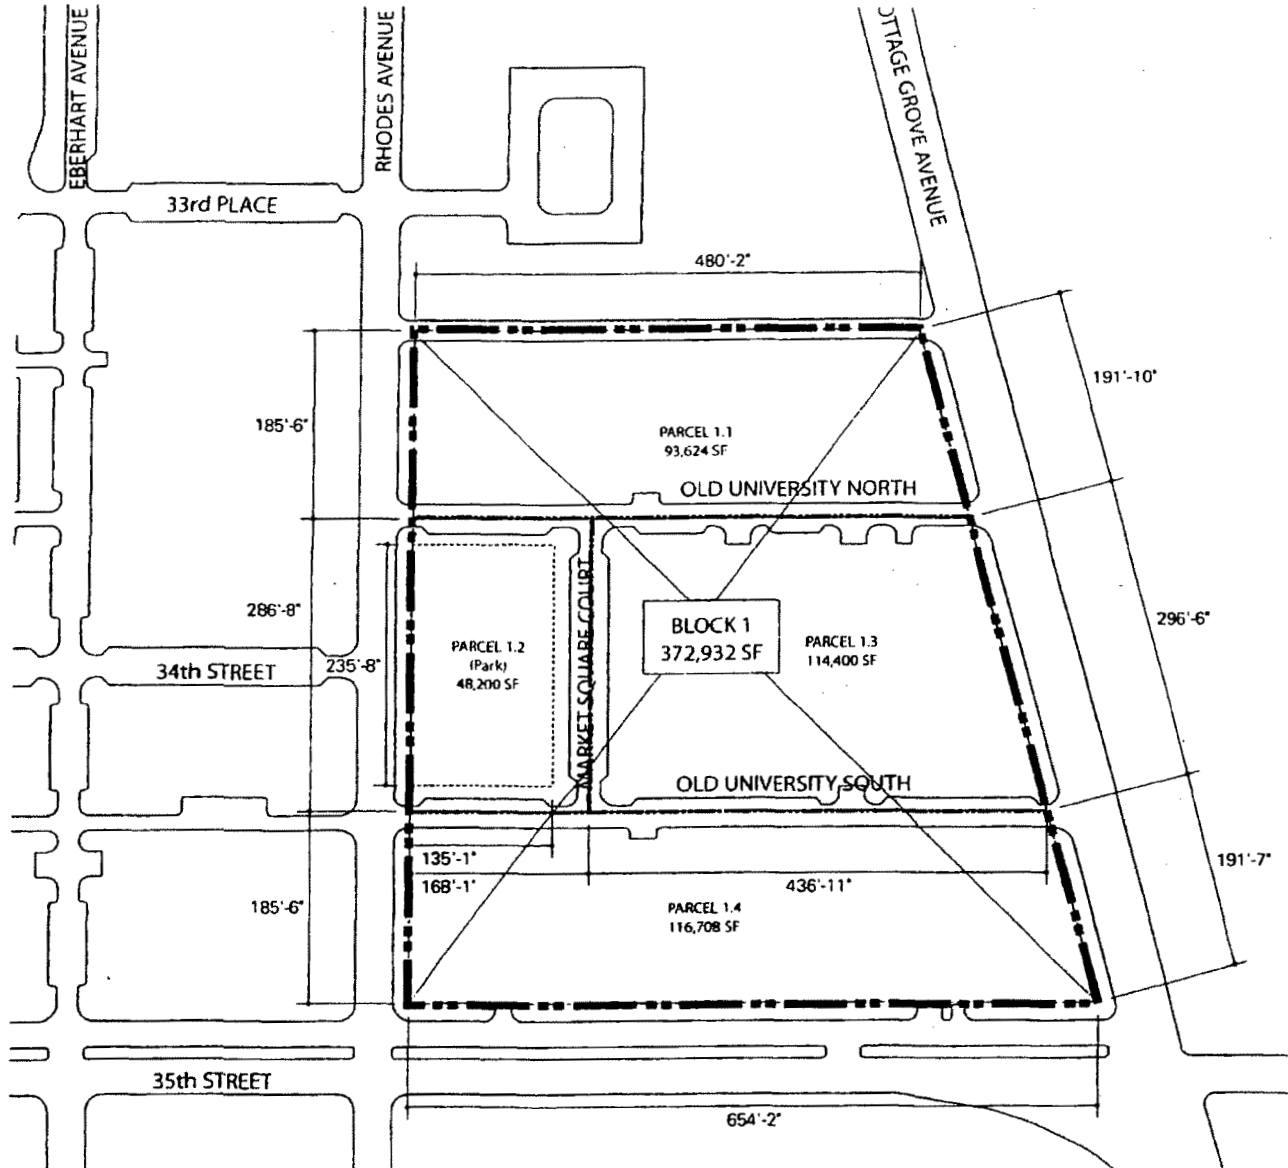 EBERHART AVENUE
RHODES AVENUE
OTTAGE GROVE AVENUE
33rd PLACE
480'-2"
191'-10"
185'-6"
PARCEL 1.1
93,624 SF
OLD UNIVERSITY NORTH
MARKET SQUARE COURT
286'-8"
BLOCK 1
372,932 SF
296'-6"
PARCEL 1.2
(Park)
48,200 SF
PARCEL 1.3
114,400 SF
235'-8"
34th STREET
OLD UNIVERSITY SOUTH
135'-1"
191'-7"
168'-1"
436'-11"
185'-6"
PARCEL 1.4
116,708 SF
35th STREET
654'-2"